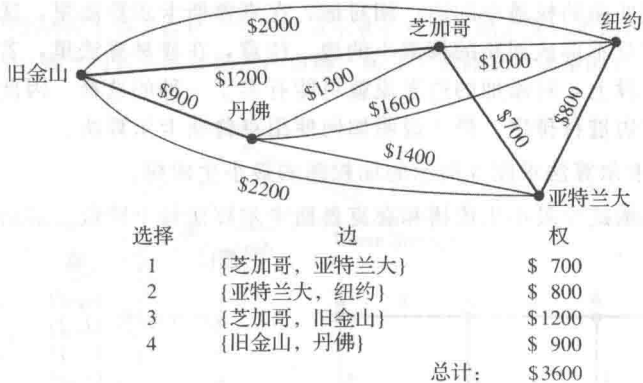 $2000
芝加哥
纽约
旧金山
$1200
$1300
$1000
$900
丹佛
$1600
$800
$700
$1400
$2200
亚特兰大
选择 边 权
1 {芝加哥，亚特兰大} $ 700
2 {亚特兰大，纽约} $ 800
3 {芝加哥，旧金山} $1200
4 {旧金山，丹佛} $ 900
总计： $3600